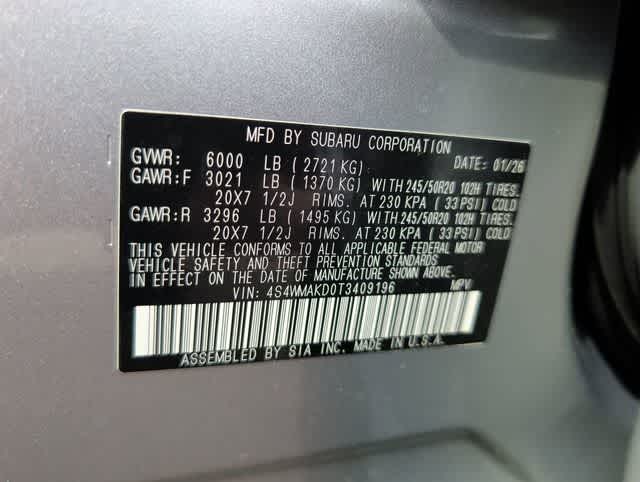 MFD BY SUBARU CORPORATION
GVWR: 6000 LB ( 2721 KG) DATE: 01/26
GAWR:F 3021 LB ( 1370 KG) WITH 245/50R20 102H TIRES.
20X7 1/2J RIMS. AT 230 KPA ( 33 PSI) COLD
GAWR:R 3296 LB ( 1495 KG) WITH 245/50R20 102H TIRES.
20X7 1/2J RIMS. AT 230 KPA ( 33 PSI) COLD
THIS VEHICLE CONFORMS TO ALL APPLICABLE FEDERAL MOTOR
VEHICLE SAFETY AND THEFT PREVENTION STANDARDS
IN EFFECT ON THE DATE OF MANUFACTURE SHOWN ABOVE.
VIN: 4S4WMAKD0T3409196 MPV
ASSEMBLED BY SIA INC. MADE IN U.S.A.